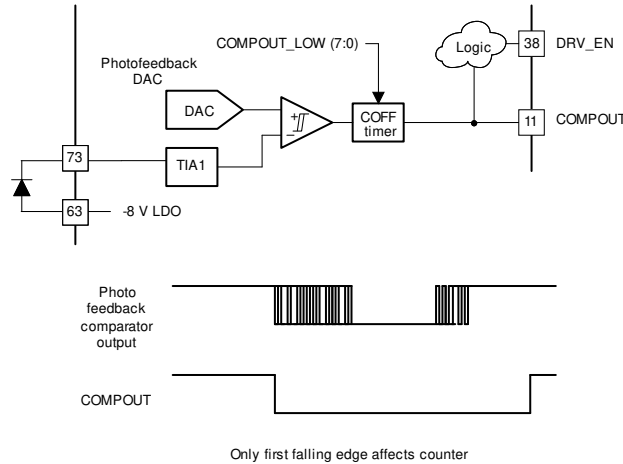 COMPOUT_LOW (7:0)
Logic
38
DRV_EN
Photofeedback
DAC
DAC
+
−
COFF
timer
11
COMPOUT
73
TIA1
63
-8 V LDO
Photo
feedback
comparator
output
COMPOUT
Only first falling edge affects counter